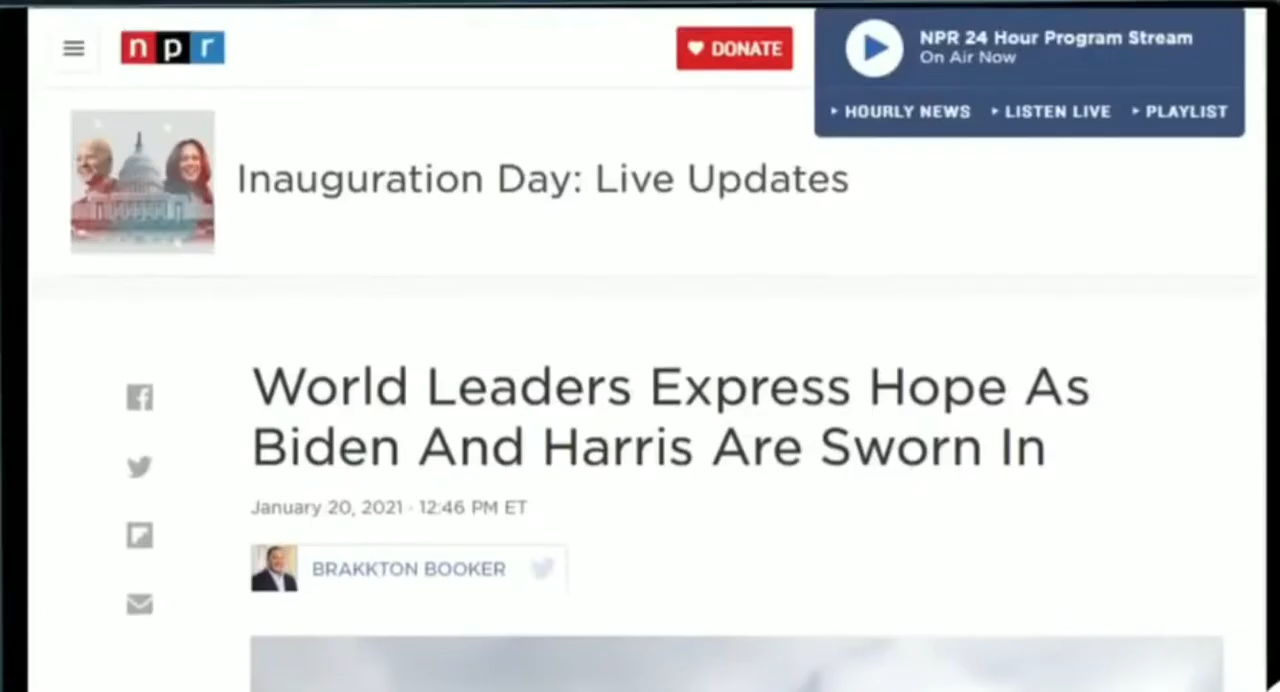 npr
DONATE
NPR 24 Hour Program Stream
On Air Now
HOURLY NEWS LISTEN LIVE PLAYLIST
Inauguration Day: Live Updates
World Leaders Express Hope As
Biden And Harris Are Sworn In
January 20, 2021 · 12:46 PM ET
BRAKKTON BOOKER